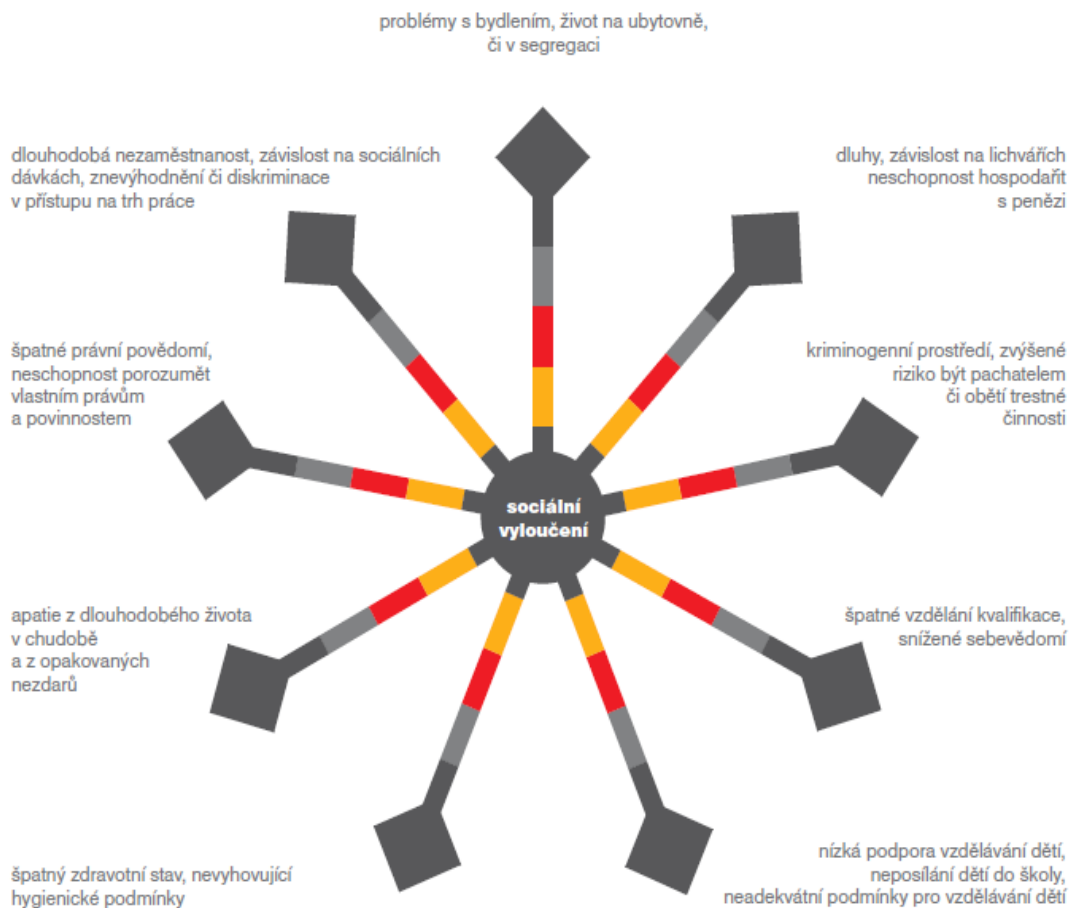 problémy s bydlením, život na ubytovně,
či v segregaci
dlouhodobá nezaměstnanost, závislost na sociálních
dávkách, znevýhodnění či diskriminace
v přístupu na trh práce
dluhy, závislost na lichvářích
neschopnost hospodařit
s penězi
špatné právní povědomí,
neschopnost porozumět
vlastním právům
a povinnostem
kriminogenní prostředí, zvýšené
riziko být pachatelem
či obětí trestné
činnosti
sociální
vyloučení
apatie z dlouhodobého života
v chudobě
a z opakovaných
nezdarů
špatné vzdělání kvalifikace,
snížené sebevědomí
špatný zdravotní stav, nevyhovující
hygienické podmínky
nízká podpora vzdělávání dětí,
neposílání dětí do školy,
neadekvátní podmínky pro vzdělávání dětí